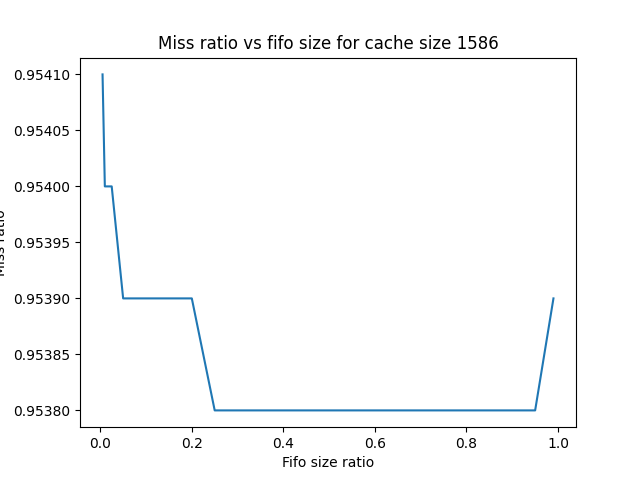 Miss ratio vs fifo size for cache size 1586
0.95410
0.95405
0.95400
0.95395
0.95390
0.95385
0.95380
Miss ratio
0.0 0.2 0.4 0.6 0.8 1.0
Fifo size ratio